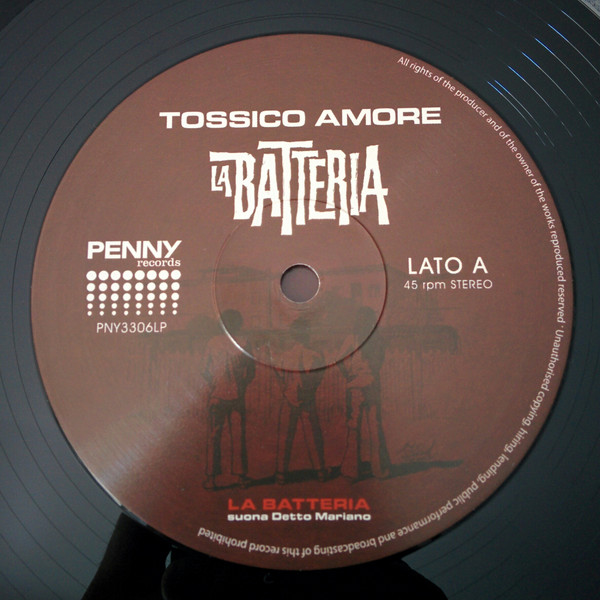 TOSSICO AMORE
LA BATTERIA
PENNY
records
PNY3306LP
LATO A
45 rpm STEREO
LA BATTERIA
suona Detto Mariano
All rights of the producer and of the owner of the works reproduced reserved · Unauthorised copying, hiring, lending, public performance and broadcasting of this record prohibited